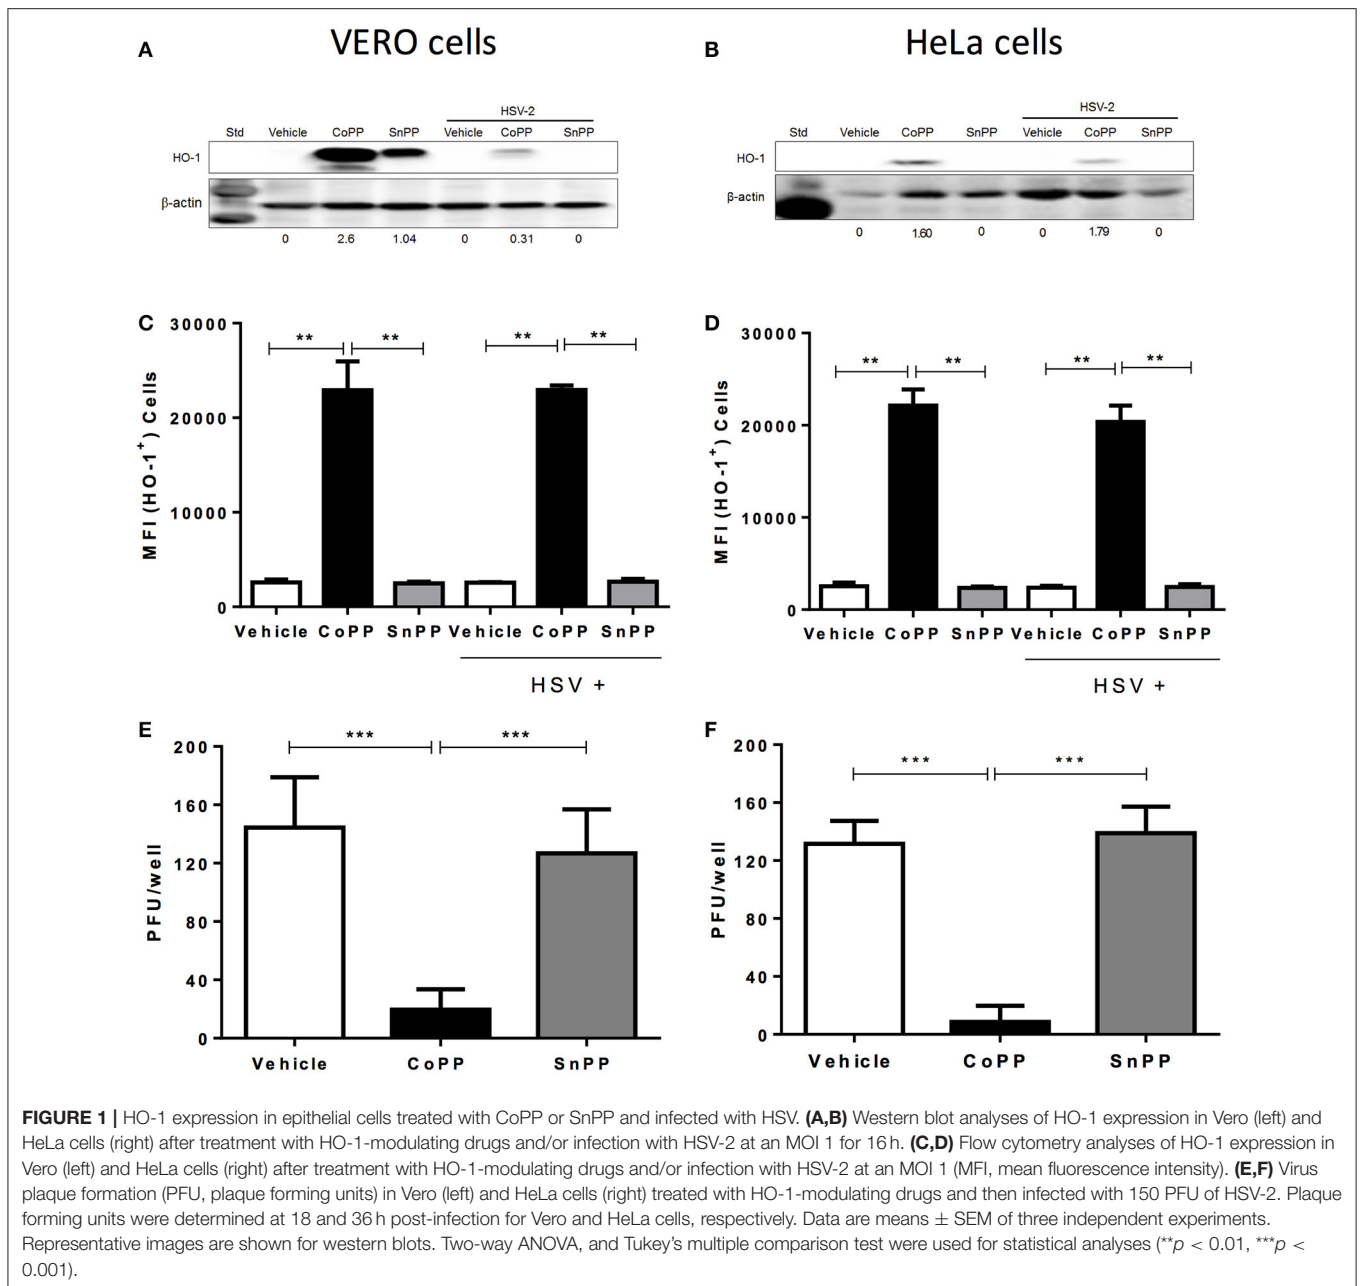 A
VERO cells
B
HeLa cells
HSV-2
Std Vehicle CoPP SnPP Vehicle CoPP SnPP
HO-1
β-actin
0 2.6 1.04 0 0.31 0
HSV-2
Std Vehicle CoPP SnPP Vehicle CoPP SnPP
HO-1
β-actin
0 1.60 0 0 1.79 0
C
30000
20000
10000
0
MFI (HO-1+) Cells
** ** ** **
Vehicle CoPP SnPP Vehicle CoPP SnPP
HSV +
D
30000
20000
10000
0
MFI (HO-1+) Cells
** ** ** **
Vehicle CoPP SnPP Vehicle CoPP SnPP
HSV +
E
200
160
120
80
40
0
PFU/well
*** ***
Vehicle CoPP SnPP
F
200
160
120
80
40
0
PFU/well
*** ***
Vehicle CoPP SnPP
FIGURE 1 | HO-1 expression in epithelial cells treated with CoPP or SnPP and infected with HSV. (A,B) Western blot analyses of HO-1 expression in Vero (left) and
HeLa cells (right) after treatment with HO-1-modulating drugs and/or infection with HSV-2 at an MOI 1 for 16 h. (C,D) Flow cytometry analyses of HO-1 expression in
Vero (left) and HeLa cells (right) after treatment with HO-1-modulating drugs and/or infection with HSV-2 at an MOI 1 (MFI, mean fluorescence intensity). (E,F) Virus
plaque formation (PFU, plaque forming units) in Vero (left) and HeLa cells (right) treated with HO-1-modulating drugs and then infected with 150 PFU of HSV-2. Plaque
forming units were determined at 18 and 36 h post-infection for Vero and HeLa cells, respectively. Data are means ± SEM of three independent experiments.
Representative images are shown for western blots. Two-way ANOVA, and Tukey's multiple comparison test were used for statistical analyses (**p < 0.01, ***p <
0.001).